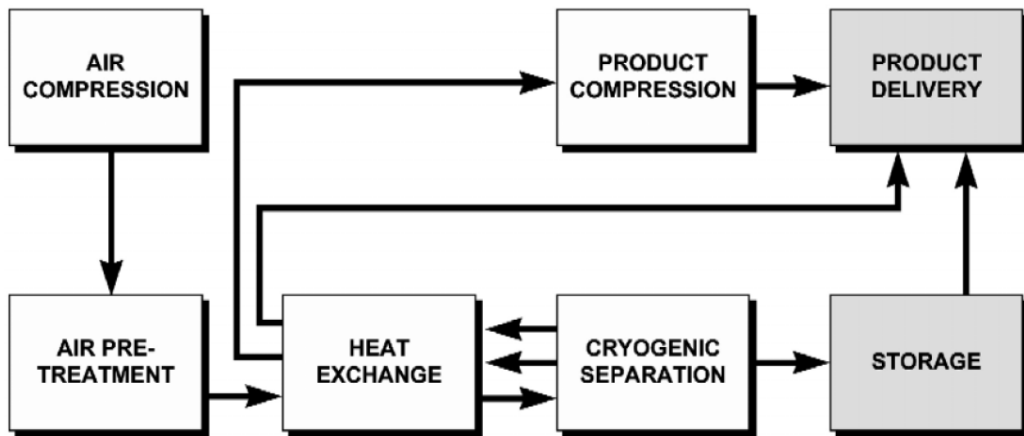 AIR
COMPRESSION
PRODUCT
COMPRESSION
PRODUCT
DELIVERY
AIR PRE-
TREATMENT
HEAT
EXCHANGE
CRYOGENIC
SEPARATION
STORAGE